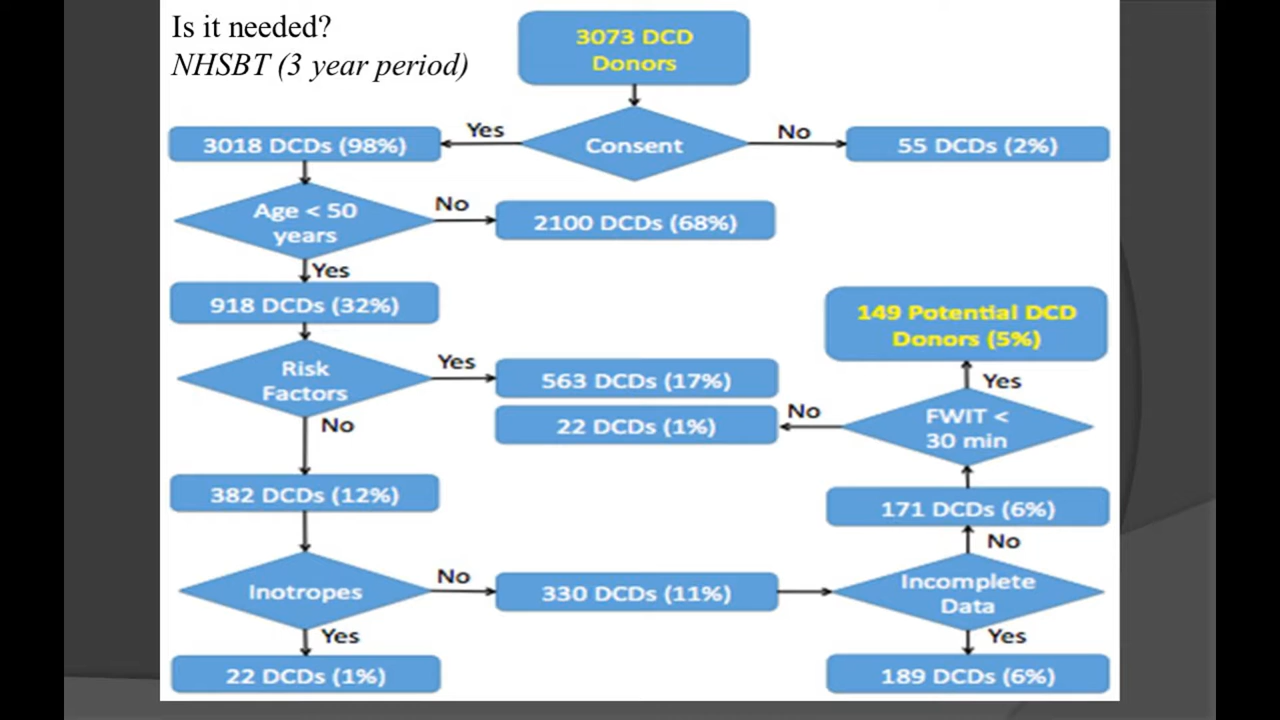 Is it needed?
NHSBT (3 year period)
3073 DCD
Donors
Consent
Yes
No
3018 DCDs (98%)
55 DCDs (2%)
Age < 50
years
No
2100 DCDs (68%)
Yes
918 DCDs (32%)
Risk
Factors
Yes
563 DCDs (17%)
No
382 DCDs (12%)
Inotropes
No
330 DCDs (11%)
Yes
22 DCDs (1%)
Incomplete
Data
Yes
189 DCDs (6%)
No
171 DCDs (6%)
FWIT <
30 min
No
22 DCDs (1%)
Yes
149 Potential DCD
Donors (5%)